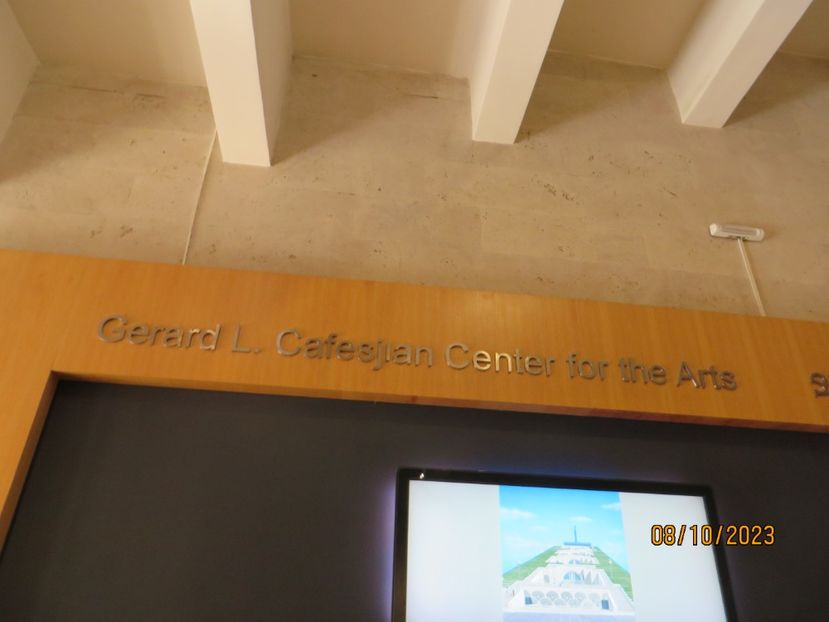 Gerard L. Cafesjian Center for the Arts
08/10/2023